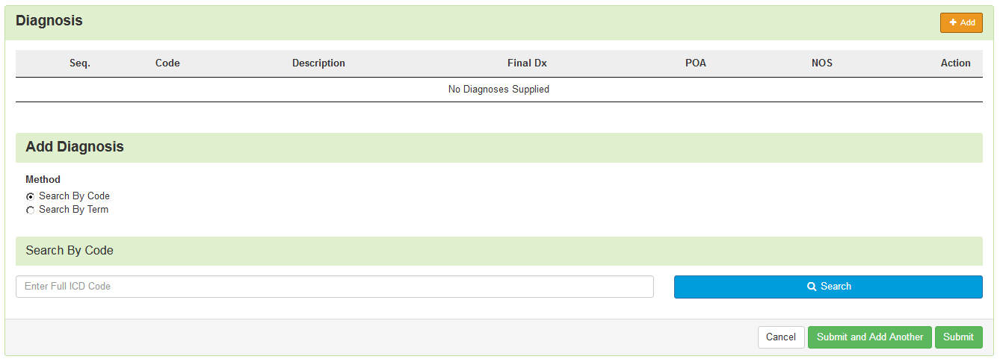 Diagnosis
Add
Seq. Code Description Final Dx POA NOS Action
No Diagnoses Supplied
Add Diagnosis
Method
Search By Code
Search By Term
Search By Code
Enter Full ICD Code Search
Cancel Submit and Add Another Submit